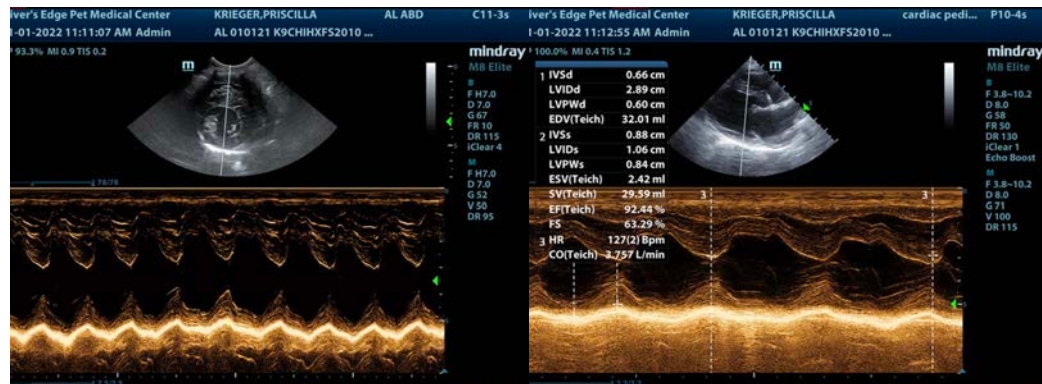 iver's Edge Pet Medical Center KRIEGER,PRISCILLA AL ABD C11-3s
-01-2022 11:11:07 AM Admin AL 010121 K9CHIHXFS2010 ...
93.3% MI 0.9 TIS 0.2
mindray
M8 Elite
m
B
F H7.0
D 7.0
G 67
FR 10
DR 115
iClear 4
M
F H7.0
D 7.0
G 52
V 50
DR 95
78/78
iver's Edge Pet Medical Center KRIEGER,PRISCILLA cardiac pedi... P10-4s
-01-2022 11:12:55 AM Admin AL 010121 K9CHIHXFS2010 ...
100.0% MI 0.4 TIS 1.2
mindray
M8 Elite
m
1 IVSd 0.66 cm
LVIDd 2.89 cm
LVPWd 0.60 cm
EDV(Teich) 32.01 ml
2 IVSs 0.88 cm
LVIDs 1.06 cm
LVPWs 0.84 cm
ESV(Teich) 2.42 ml
SV(Teich) 29.59 ml
EF(Teich) 92.44 %
FS 63.29 %
3 HR 127(2) Bpm
CO(Teich) 3.757 L/min
3 3
B
F 3.8~10.2
D 8.0
G 58
FR 50
DR 130
iClear 1
Echo Boost
M
F 3.8~10.2
D 8.0
G 71
V 100
DR 115